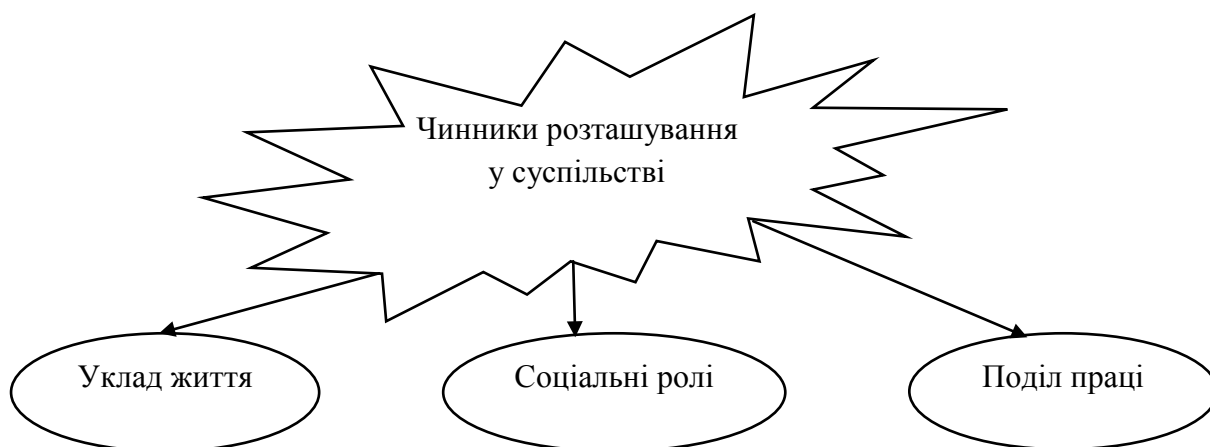 Чинники розташування
у суспільстві
Уклад життя
Соціальні ролі
Поділ праці